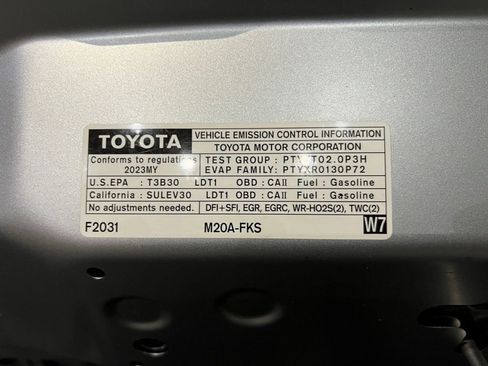 TOYOTA
VEHICLE EMISSION CONTROL INFORMATION
TOYOTA MOTOR CORPORATION
Conforms to regulations
2023MY
TEST GROUP : 02.0P3H
EVAP FAMILY: PTYXR0130P72
U.S.EPA : T3B30 LDT1 OBD : CAII Fuel : Gasoline
California : SULEV30 LDT1 OBD : CAII Fuel : Gasoline
No adjustments needed. DFI+SFI, EGR, EGRC, WR-HO2S(2), TWC(2)
F2031 M20A-FKS W7